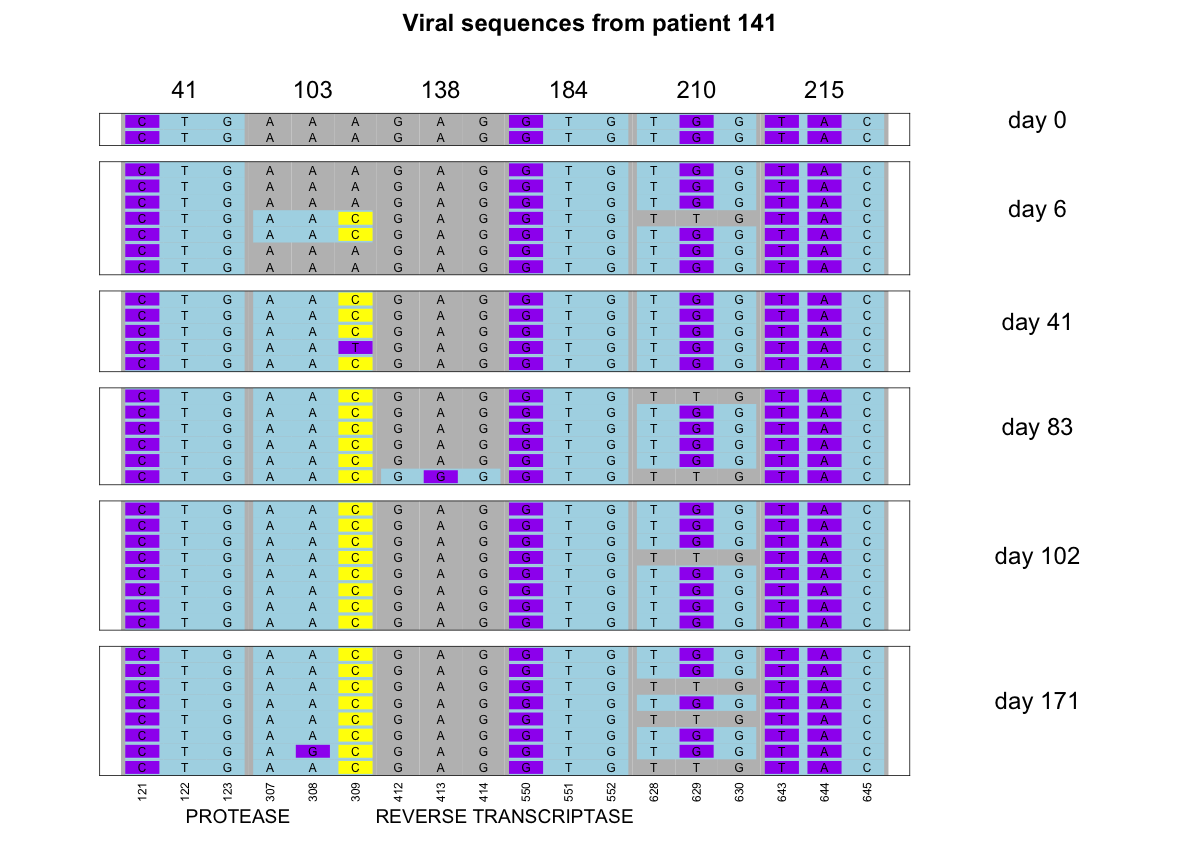 Viral sequences from patient 141
41 103 138 184 210 215
C T G A A A G A G G T G T G G T A C
C T G A A A G A G G T G T G G T A C
day 0
C T G A A A G A G G T G T G G T A C
C T G A A A G A G G T G T G G T A C
C T G A A A G A G G T G T G G T A C
C T G A A C G A G G T G T T G T A C
C T G A A C G A G G T G T G G T A C
C T G A A A G A G G T G T G G T A C
C T G A A A G A G G T G T G G T A C
day 6
C T G A A C G A G G T G T G G T A C
C T G A A C G A G G T G T G G T A C
C T G A A C G A G G T G T G G T A C
C T G A A T G A G G T G T G G T A C
C T G A A C G A G G T G T G G T A C
day 41
C T G A A C G A G G T G T T G T A C
C T G A A C G A G G T G T G G T A C
C T G A A C G A G G T G T G G T A C
C T G A A C G A G G T G T G G T A C
C T G A A C G A G G T G T G G T A C
C T G A A C G G G G T G T T G T A C
day 83
C T G A A C G A G G T G T G G T A C
C T G A A C G A G G T G T G G T A C
C T G A A C G A G G T G T G G T A C
C T G A A C G A G G T G T T G T A C
C T G A A C G A G G T G T G G T A C
C T G A A C G A G G T G T G G T A C
C T G A A C G A G G T G T G G T A C
C T G A A C G A G G T G T G G T A C
day 102
C T G A A C G A G G T G T G G T A C
C T G A A C G A G G T G T G G T A C
C T G A A C G A G G T G T T G T A C
C T G A A C G A G G T G T G G T A C
C T G A A C G A G G T G T T G T A C
C T G A A C G A G G T G T G G T A C
C T G A G C G A G G T G T G G T A C
C T G A A C G A G G T G T T G T A C
day 171
121 122 123 307 308 309 412 413 414 550 551 552 628 629 630 643 644 645
PROTEASE REVERSE TRANSCRIPTASE